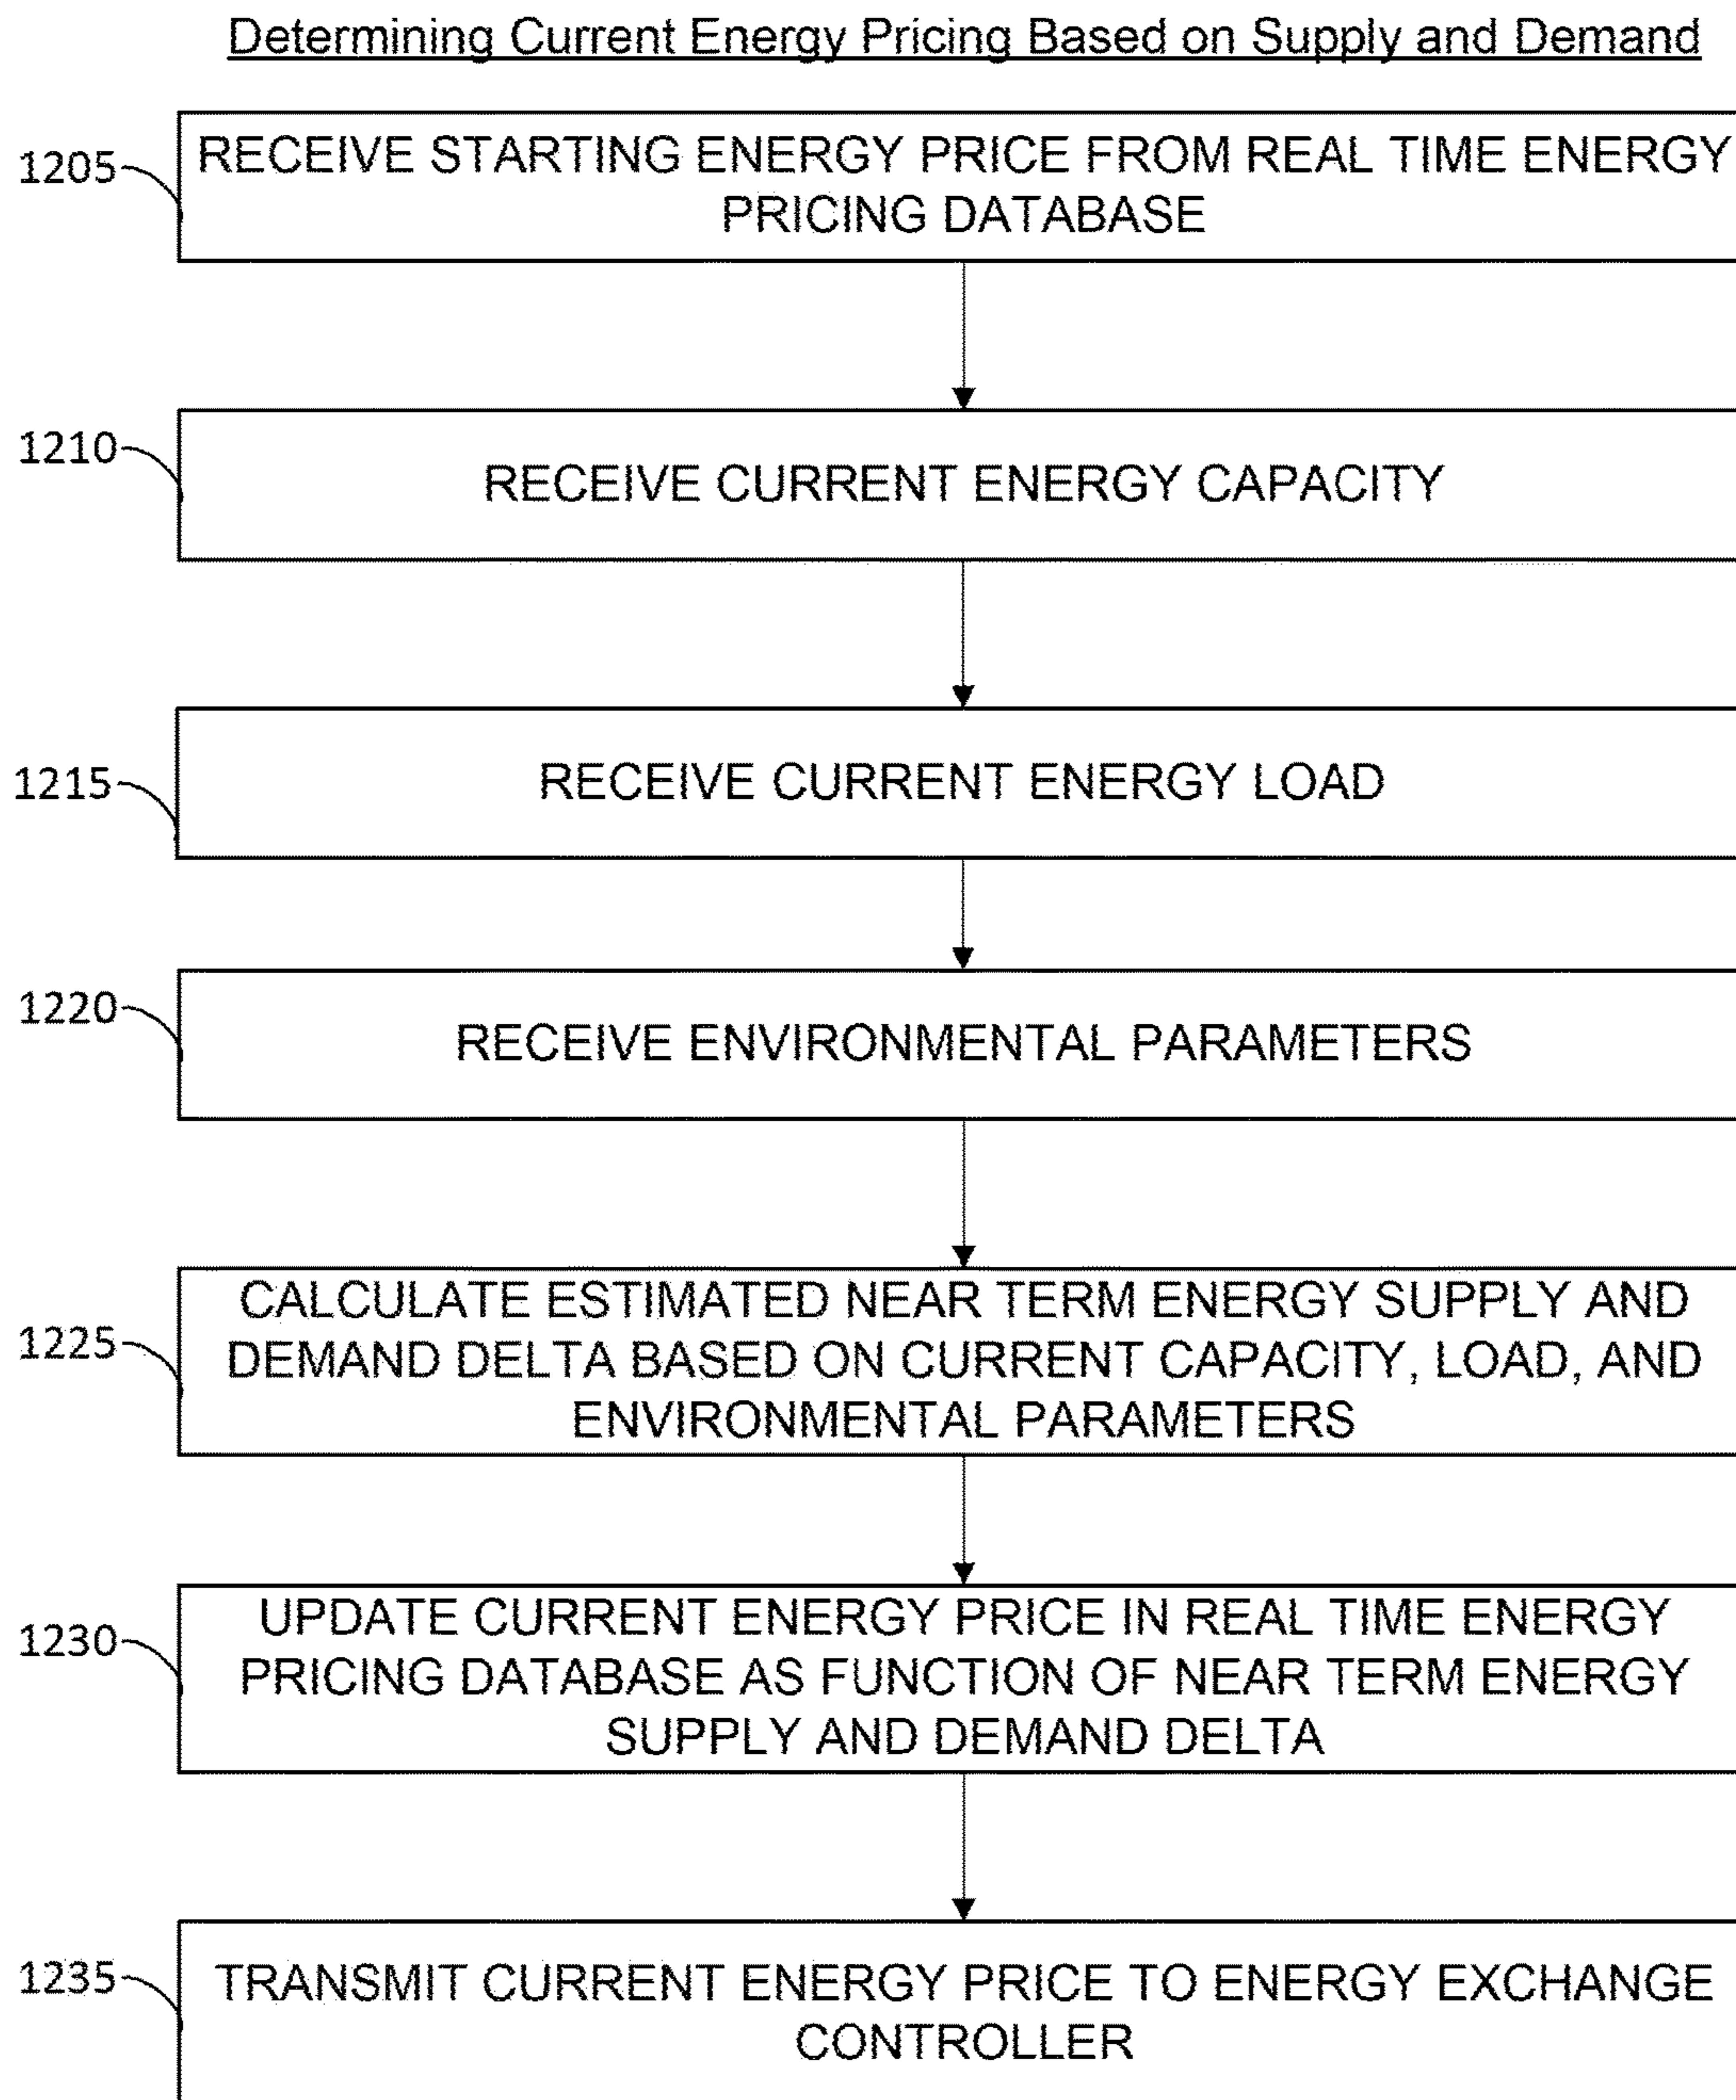 Determining Current Energy Pricing Based on Supply and Demand
1205
RECEIVE STARTING ENERGY PRICE FROM REAL TIME ENERGY
PRICING DATABASE
1210
RECEIVE CURRENT ENERGY CAPACITY
1215
RECEIVE CURRENT ENERGY LOAD
1220
RECEIVE ENVIRONMENTAL PARAMETERS
1225
CALCULATE ESTIMATED NEAR TERM ENERGY SUPPLY AND
DEMAND DELTA BASED ON CURRENT CAPACITY, LOAD, AND
ENVIRONMENTAL PARAMETERS
1230
UPDATE CURRENT ENERGY PRICE IN REAL TIME ENERGY
PRICING DATABASE AS FUNCTION OF NEAR TERM ENERGY
SUPPLY AND DEMAND DELTA
1235
TRANSMIT CURRENT ENERGY PRICE TO ENERGY EXCHANGE
CONTROLLER